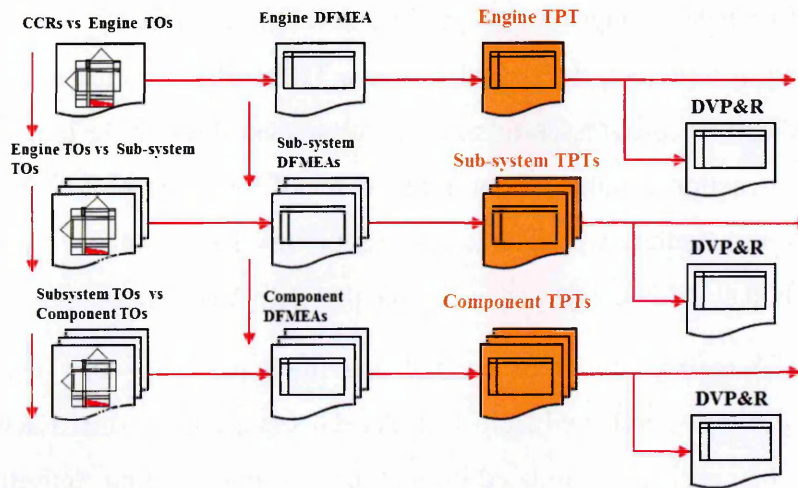 CCRs vs Engine TOs
Engine DFMEA
Engine TPT
DVP&R
Engine TOs vs Sub-system
TOs
Sub-system
DFMEAs
Sub-system TPTs
DVP&R
Subsystem TOs vs
Component TOs
Component
DFMEAs
Component TPTs
DVP&R